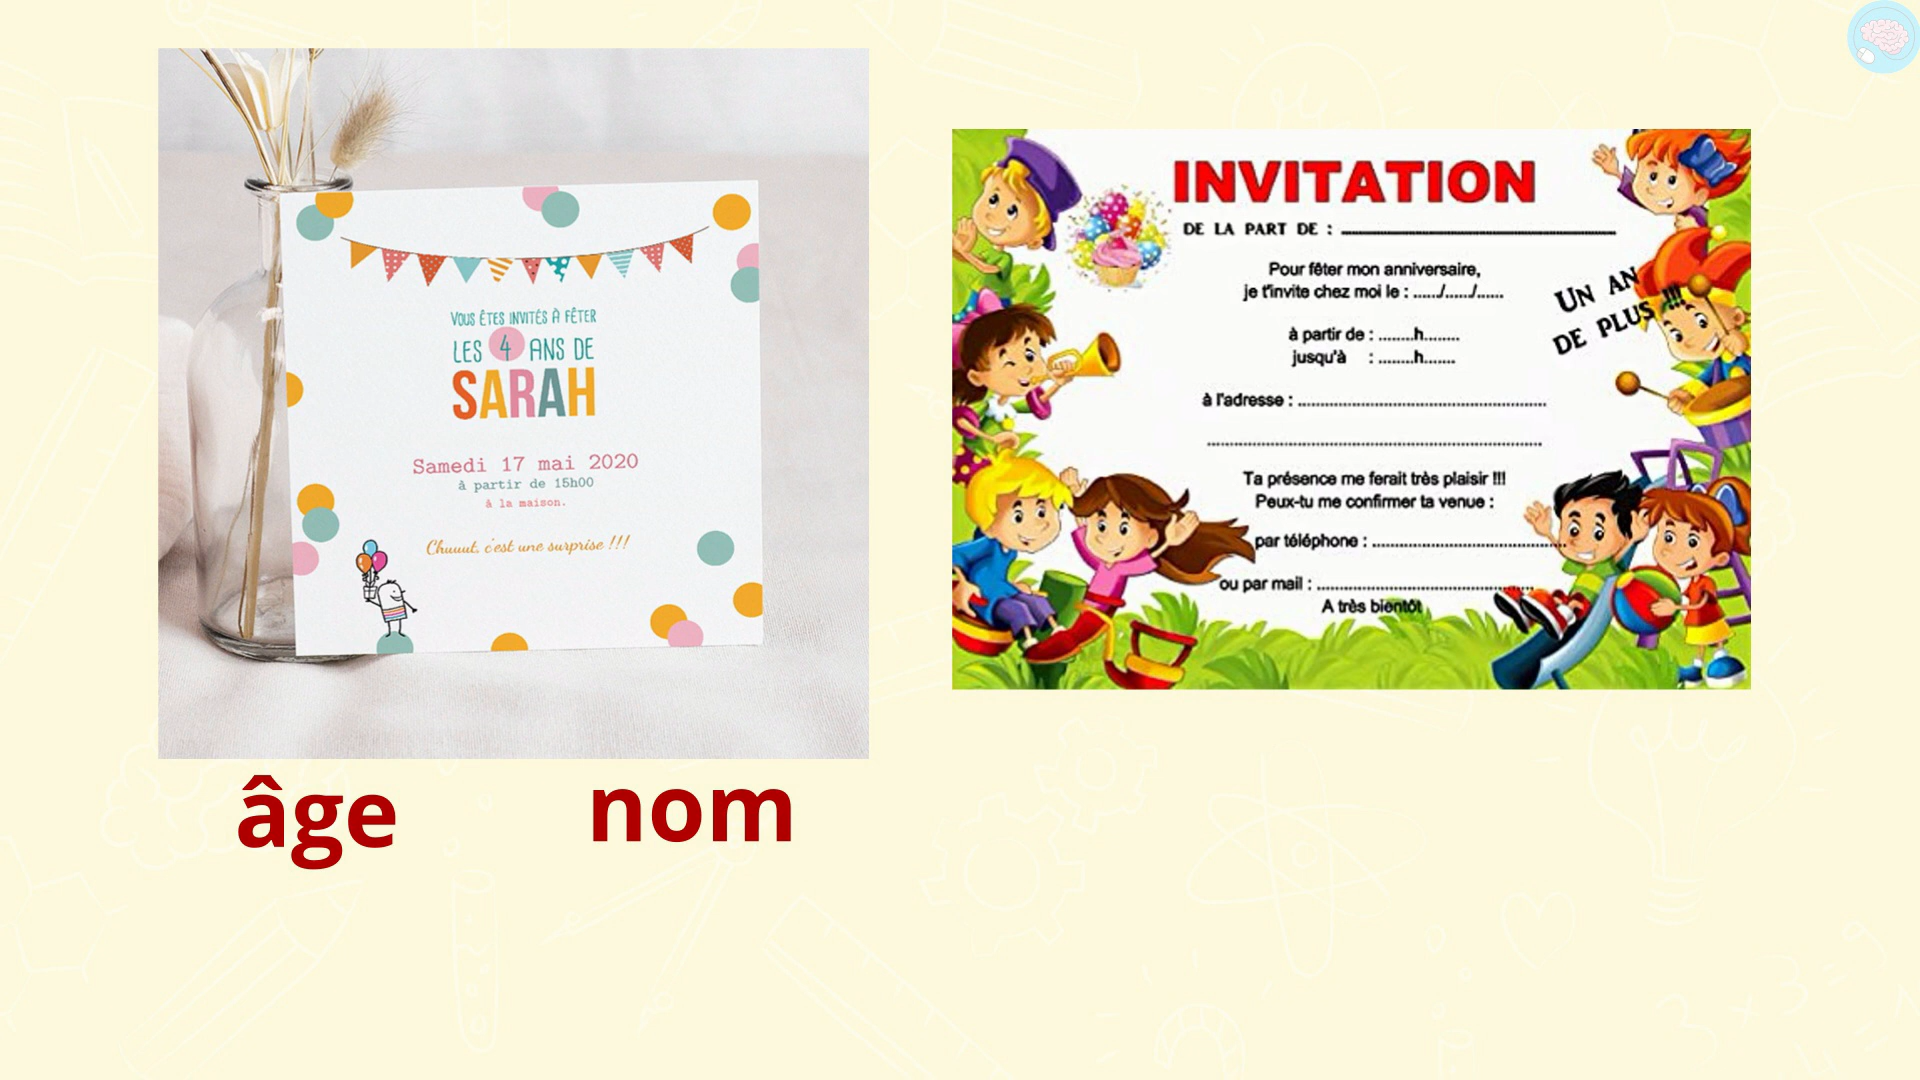 VOUS ÊTES INVITÉS À FÊTER
LES 4 ANS DE
SARAH
Samedi 17 mai 2020
à partir de 15h00
à la maison.
Chuuut, c'est une surprise !!!
INVITATION
DE LA PART DE :
Pour fêter mon anniversaire,
je t'invite chez moi le : ....../....../......
UN AN
DE PLUS !!!
à partir de : ........h........
jusqu'à : ........h.......
à l'adresse : ..........................................................
..............................................................................
Ta présence me ferait très plaisir !!!
Peux-tu me confirmer ta venue :
par téléphone : .............................................
ou par mail : ..................................................
A très bientôt
âge
nom